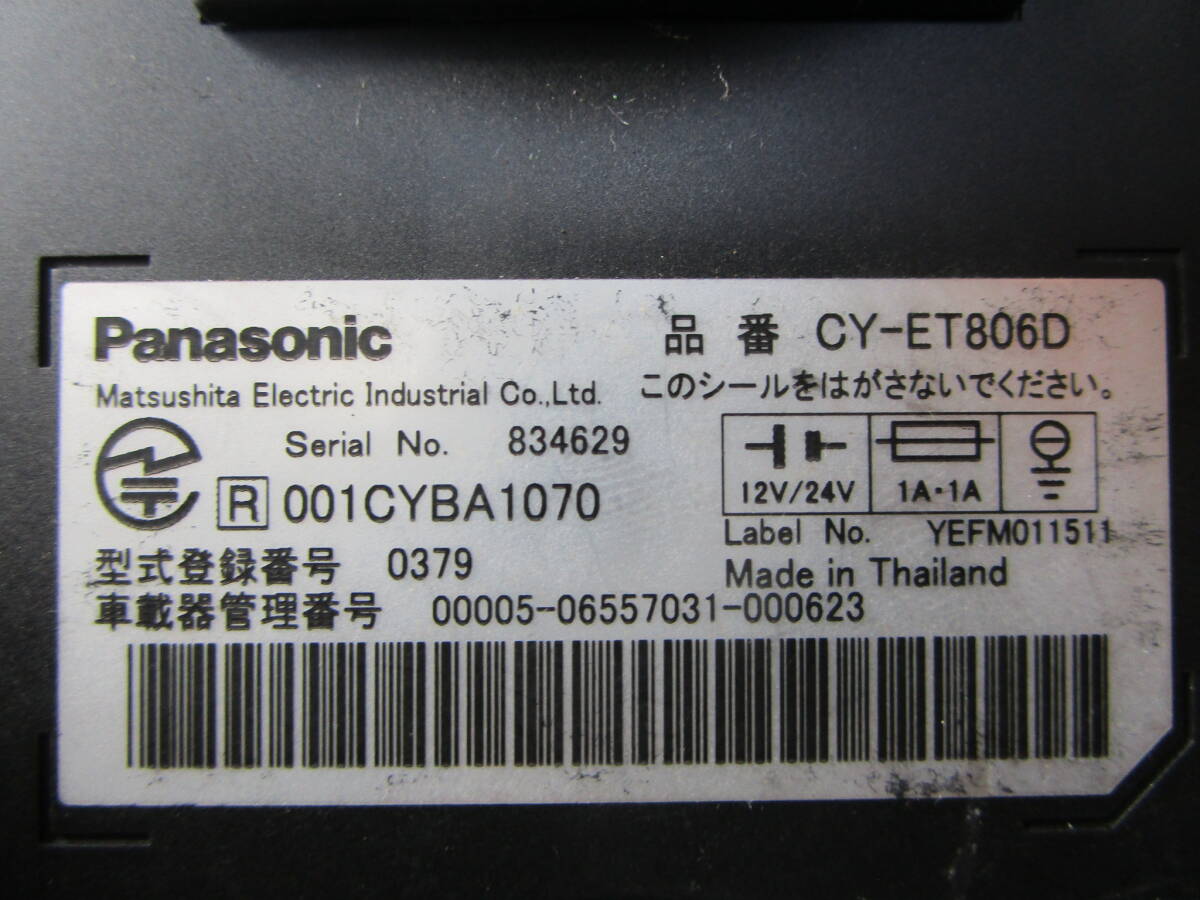 Panasonic 品番 CY-ET806D
Matsushita Electric Industrial Co.,Ltd. このシールをはがさないでください。
Serial No. 834629
R 001CYBA1070
12V/24V 1A・1A
Label No. YEFM011511
型式登録番号 0379
Made in Thailand
車載器管理番号 00005-06557031-000623